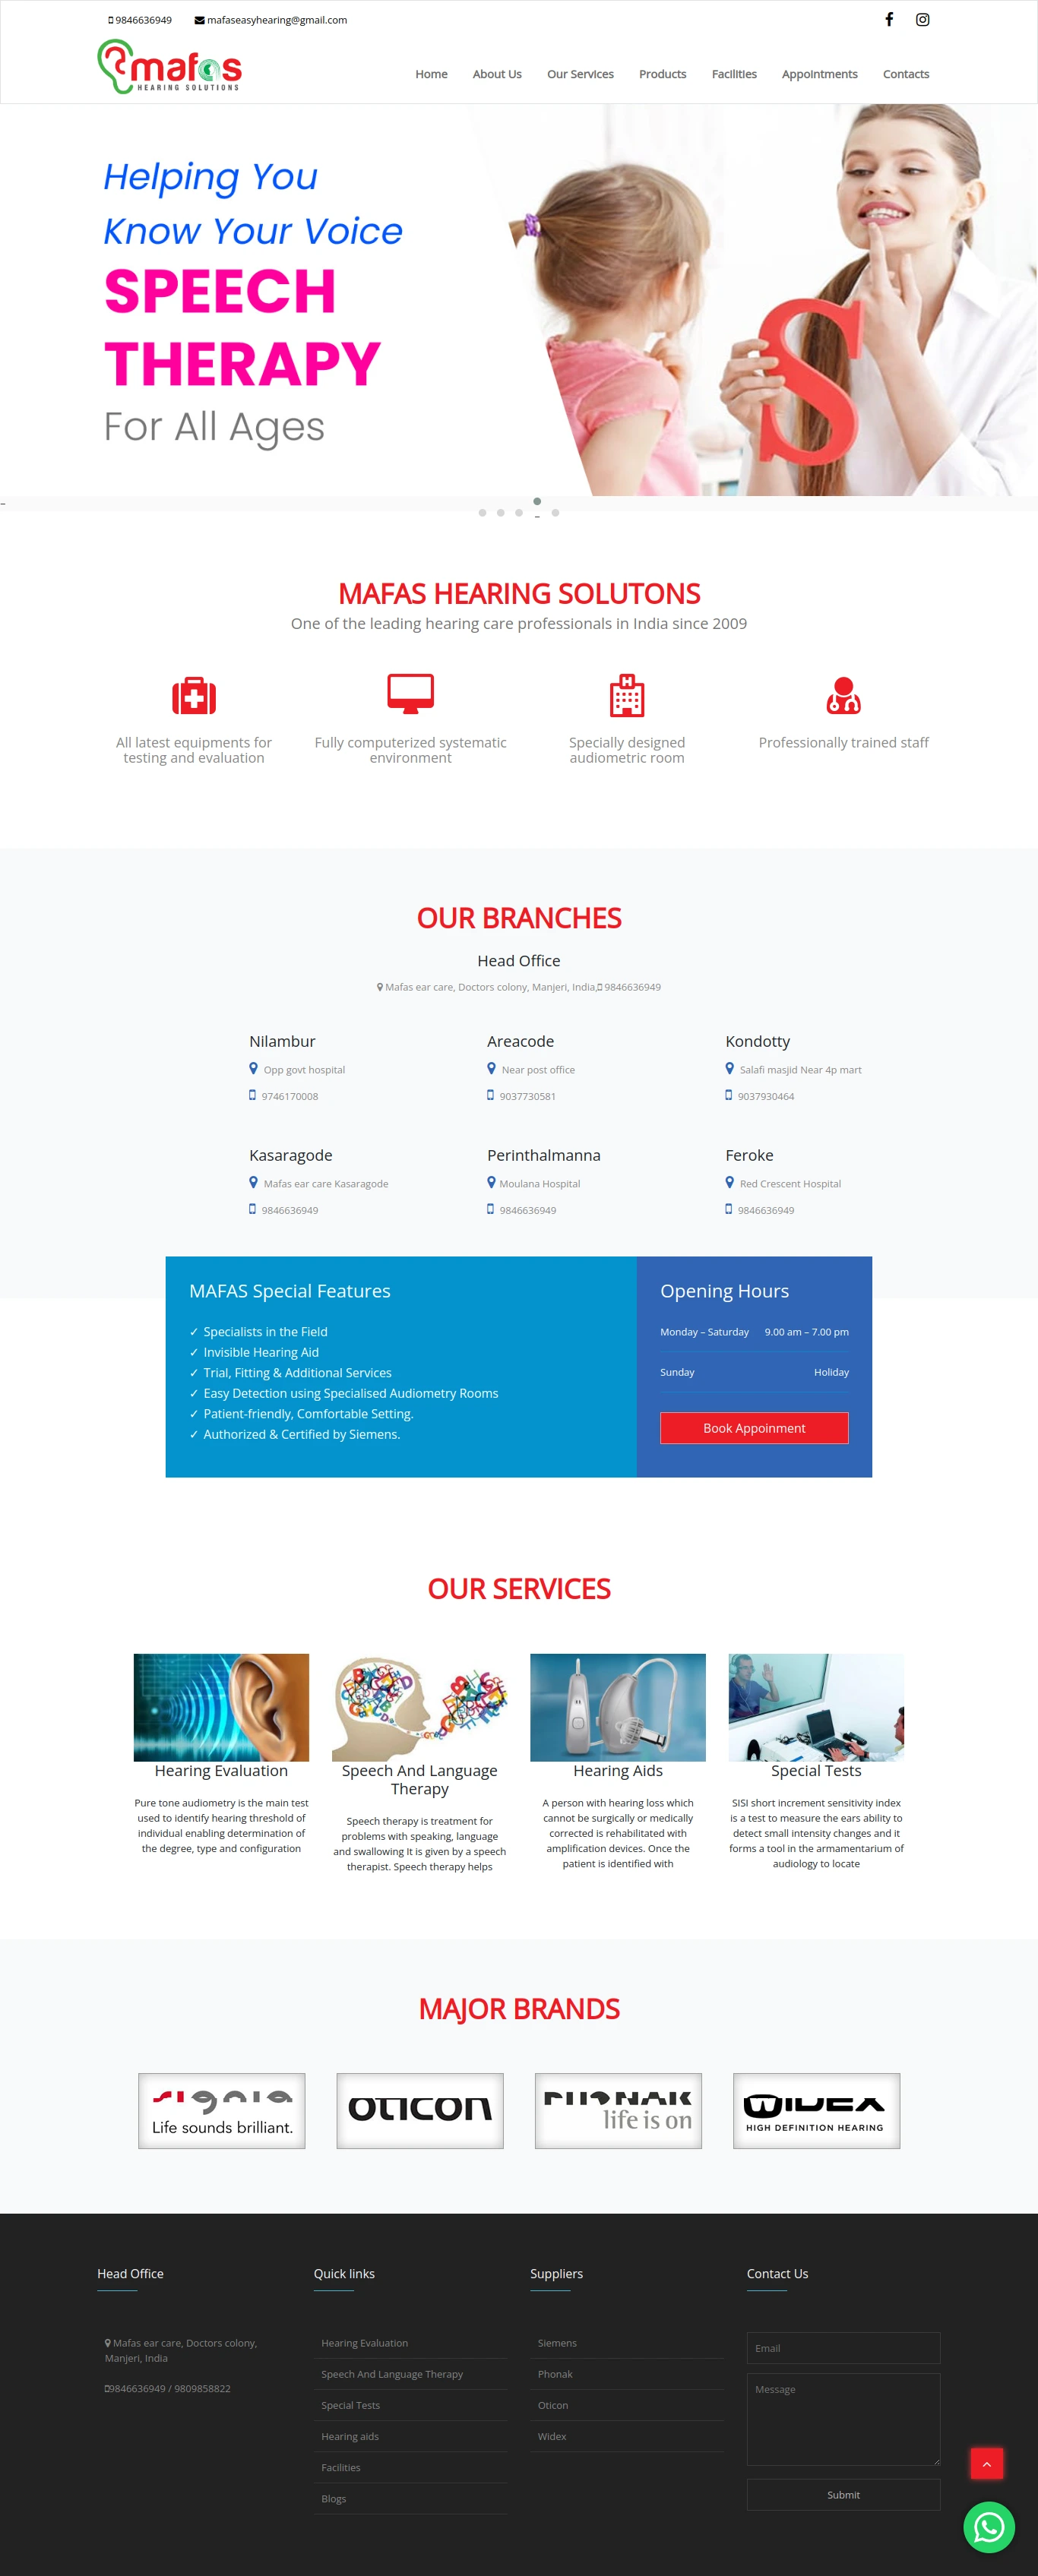 9846636949 mafaseasyhearing@gmail.com
mafas
HEARING SOLUTIONS
Home About Us Our Services Products Facilities Appointments Contacts
Helping You
Know Your Voice
SPEECH
THERAPY
For All Ages
S
MAFAS HEARING SOLUTONS
One of the leading hearing care professionals in India since 2009
All latest equipments for
testing and evaluation
Fully computerized systematic
environment
Specially designed
audiometric room
Professionally trained staff
OUR BRANCHES
Head Office
Mafas ear care, Doctors colony, Manjeri, India, 9846636949
Nilambur
Opp govt hospital
9746170008
Areacode
Near post office
9037730581
Kondotty
Salafi masjid Near 4p mart
9037930464
Kasaragode
Mafas ear care Kasaragode
9846636949
Perinthalmanna
Moulana Hospital
9846636949
Feroke
Red Crescent Hospital
9846636949
MAFAS Special Features
✓ Specialists in the Field
✓ Invisible Hearing Aid
✓ Trial, Fitting & Additional Services
✓ Easy Detection using Specialised Audiometry Rooms
✓ Patient-friendly, Comfortable Setting.
✓ Authorized & Certified by Siemens.
Opening Hours
Monday – Saturday 9.00 am – 7.00 pm
Sunday Holiday
Book Appoinment
OUR SERVICES
Hearing Evaluation
Pure tone audiometry is the main test
used to identify hearing threshold of
individual enabling determination of
the degree, type and configuration
Speech And Language
Therapy
Speech therapy is treatment for
problems with speaking, language
and swallowing It is given by a speech
therapist. Speech therapy helps
Hearing Aids
A person with hearing loss which
cannot be surgically or medically
corrected is rehabilitated with
amplification devices. Once the
patient is identified with
Special Tests
SISI short increment sensitivity index
is a test to measure the ears ability to
detect small intensity changes and it
forms a tool in the armamentarium of
audiology to locate
MAJOR BRANDS
signia
Life sounds brilliant.
oticon
PHONAK
life is on
WIDEX
HIGH DEFINITION HEARING
Head Office
Mafas ear care, Doctors colony,
Manjeri, India
9846636949 / 9809858822
Quick links
Hearing Evaluation
Speech And Language Therapy
Special Tests
Hearing aids
Facilities
Blogs
Suppliers
Siemens
Phonak
Oticon
Widex
Contact Us
Email
Message
Submit